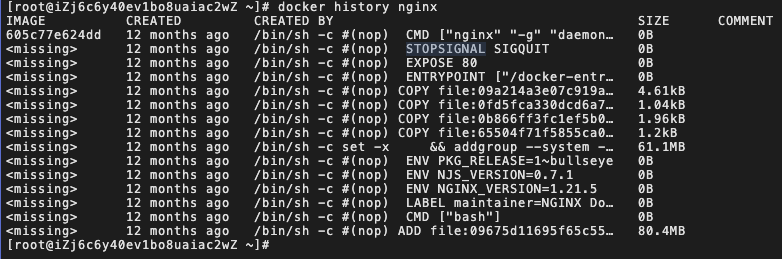 [root@iZj6c6y40ev1bo8uaiac2wZ ~]# docker history nginx
IMAGE CREATED CREATED BY SIZE COMMENT
605c77e624dd 12 months ago /bin/sh -c #(nop) CMD ["nginx" "-g" "daemon… 0B
<missing> 12 months ago /bin/sh -c #(nop) STOPSIGNAL SIGQUIT 0B
<missing> 12 months ago /bin/sh -c #(nop) EXPOSE 80 0B
<missing> 12 months ago /bin/sh -c #(nop) ENTRYPOINT ["/docker-entr… 0B
<missing> 12 months ago /bin/sh -c #(nop) COPY file:09a214a3e07c919a… 4.61kB
<missing> 12 months ago /bin/sh -c #(nop) COPY file:0fd5fca330dcd6a7… 1.04kB
<missing> 12 months ago /bin/sh -c #(nop) COPY file:0b866ff3fc1ef5b0… 1.96kB
<missing> 12 months ago /bin/sh -c #(nop) COPY file:65504f71f5855ca0… 1.2kB
<missing> 12 months ago /bin/sh -c set -x && addgroup --system -… 61.1MB
<missing> 12 months ago /bin/sh -c #(nop) ENV PKG_RELEASE=1~bullseye 0B
<missing> 12 months ago /bin/sh -c #(nop) ENV NJS_VERSION=0.7.1 0B
<missing> 12 months ago /bin/sh -c #(nop) ENV NGINX_VERSION=1.21.5 0B
<missing> 12 months ago /bin/sh -c #(nop) LABEL maintainer=NGINX Do… 0B
<missing> 12 months ago /bin/sh -c #(nop) CMD ["bash"] 0B
<missing> 12 months ago /bin/sh -c #(nop) ADD file:09675d11695f65c55… 80.4MB
[root@iZj6c6y40ev1bo8uaiac2wZ ~]#